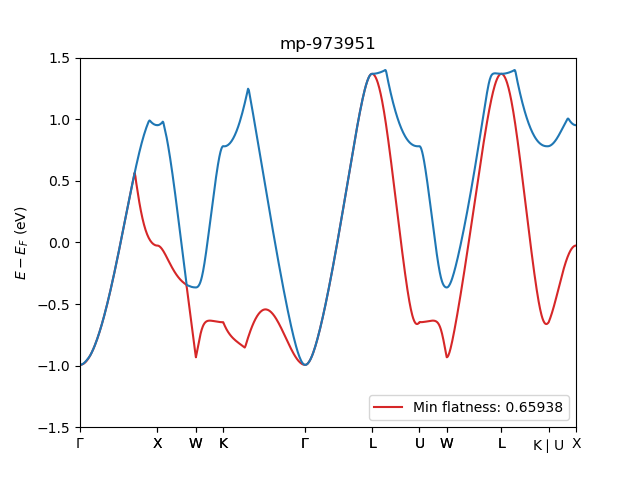 mp-973951
E − E_F (eV)
1.5
1.0
0.5
0.0
−0.5
−1.0
−1.5
Min flatness: 0.65938
Γ X W K Γ L U W L K | U X